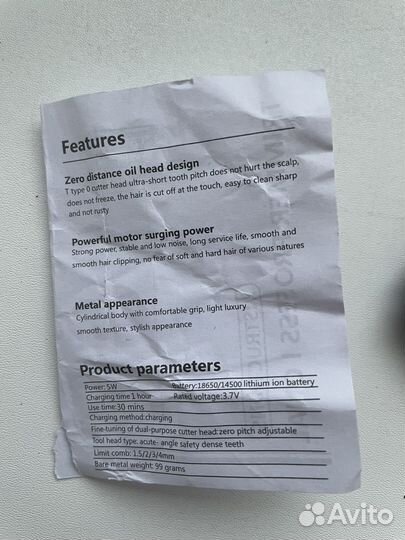 Features
Zero distance oil head design
T type 0 cutter head ultra-short tooth pitch does not hurt the scalp,
does not freeze, the hair is cut off at the touch, easy to clean sharp
and not rusty
Powerful motor surging power
Strong power, stable and low noise, long service life, smooth and
smooth hair clipping, no fear of soft and hard hair of various natures
Metal appearance
Cylindrical body with comfortable grip, light luxury
smooth texture, stylish appearance
Product parameters
Power:5W Battery:18650/14500 lithium ion battery
Charging time 1 hour Rated voltage:3.7V
Use time:30 mins
Charging method:charging
Fine-tuning of dual-purpose cutter head:zero pitch adjustable
Tool head type: acute- angle safety dense teeth
Limit comb: 1.5/2/3/4mm
Bare metal weight: 99 grams
Avito